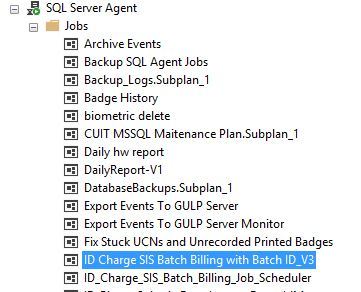 SQL Server Agent
Jobs
Archive Events
Backup SQL Agent Jobs
Backup_Logs.Subplan_1
Badge History
biometric delete
CUIT MSSQL Maitenance Plan.Subplan_1
Daily hw report
DailyReport-V1
DatabaseBackups.Subplan_1
Export Events To GULP Server
Export Events To GULP Server Monitor
Fix Stuck UCNs and Unrecorded Printed Badges
ID Charge SIS Batch Billing with Batch ID_V3
ID_Charge_SIS_Batch_Billing_Job_Scheduler